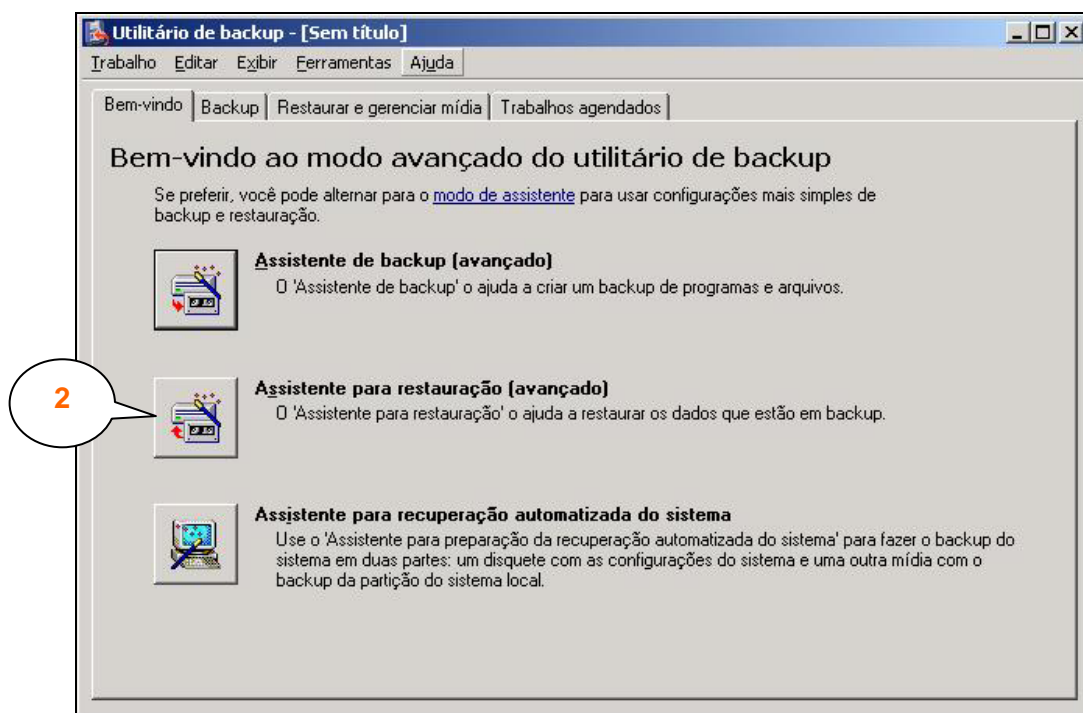 Utilitário de backup - [Sem título]
Trabalho Editar Exibir Ferramentas Ajuda
Bem-vindo Backup Restaurar e gerenciar mídia Trabalhos agendados
Bem-vindo ao modo avançado do utilitário de backup
Se preferir, você pode alternar para o modo de assistente para usar configurações mais simples de
backup e restauração.
Assistente de backup (avançado)
O 'Assistente de backup' o ajuda a criar um backup de programas e arquivos.
2
Assistente para restauração (avançado)
O 'Assistente para restauração' o ajuda a restaurar os dados que estão em backup.
Assistente para recuperação automatizada do sistema
Use o 'Assistente para preparação da recuperação automatizada do sistema' para fazer o backup do
sistema em duas partes: um disquete com as configurações do sistema e uma outra mídia com o
backup da partição do sistema local.